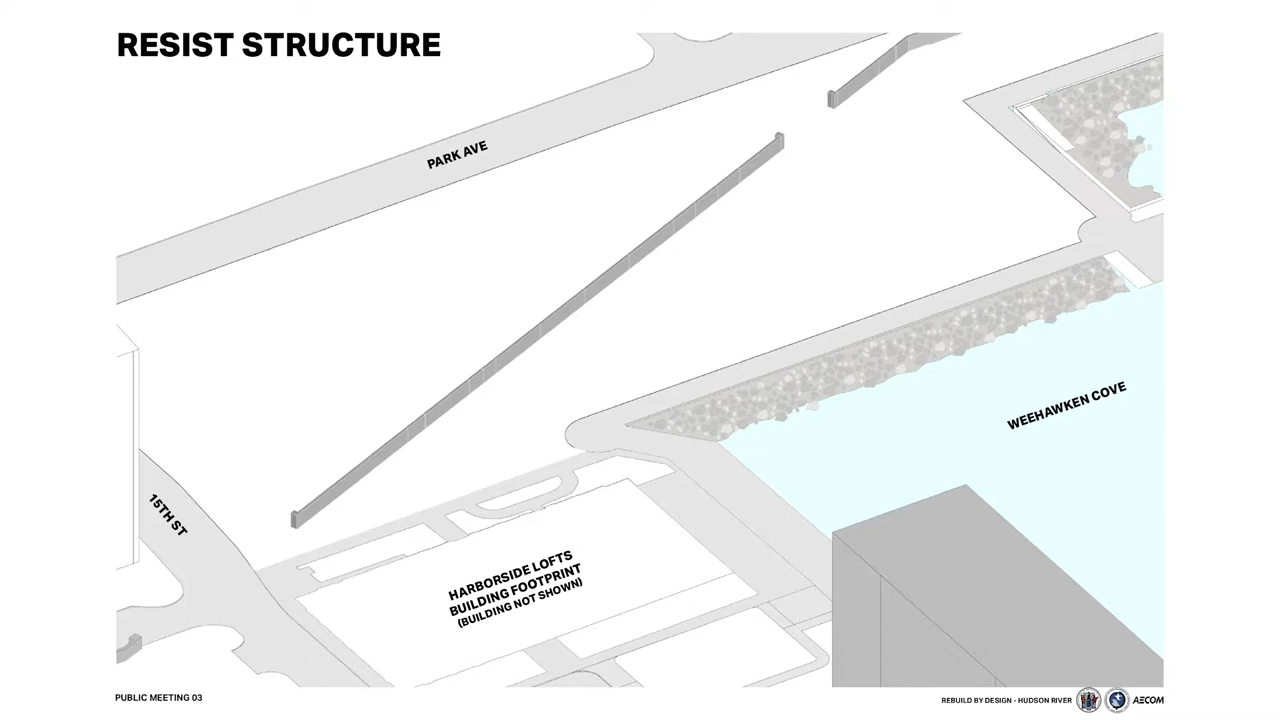 RESIST STRUCTURE
PARK AVE
WEEHAWKEN COVE
15TH ST
HARBORSIDE LOFTS
BUILDING FOOTPRINT
(BUILDING NOT SHOWN)
PUBLIC MEETING 03
REBUILD BY DESIGN - HUDSON RIVER
AECOM